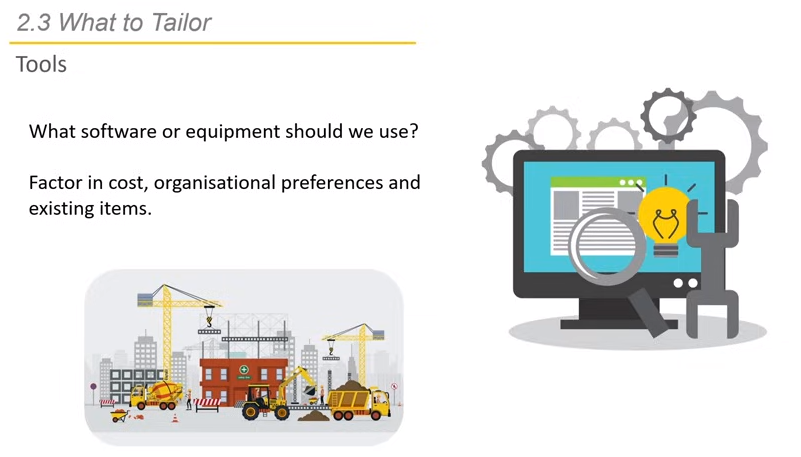 2.3 What to Tailor
Tools
What software or equipment should we use?
Factor in cost, organisational preferences and
existing items.